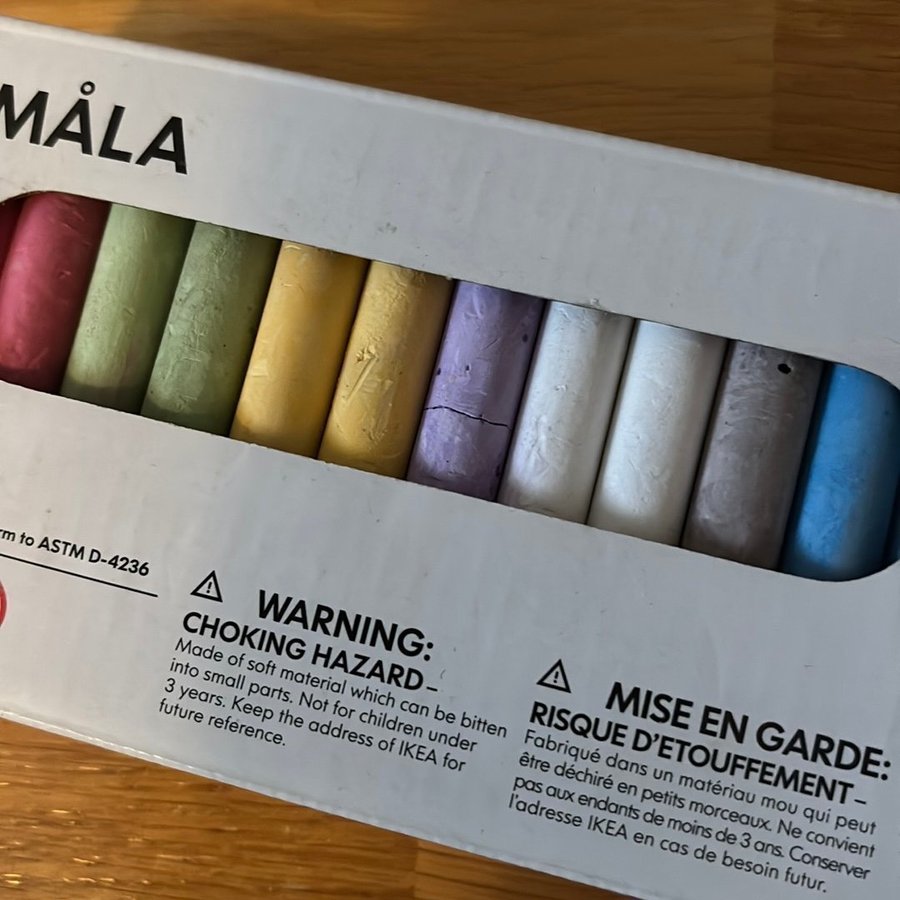 MÅLA
rm to ASTM D-4236
WARNING:
CHOKING HAZARD–
Made of soft material which can be bitten
into small parts. Not for children under
3 years. Keep the address of IKEA for
future reference.
MISE EN GARDE:
RISQUE D'ETOUFFEMENT–
Fabriqué dans un matériau mou qui peut
être déchiré en petits morceaux. Ne convient
pas aux endants de moins de 3 ans. Conserver
l'adresse IKEA en cas de besoin futur.